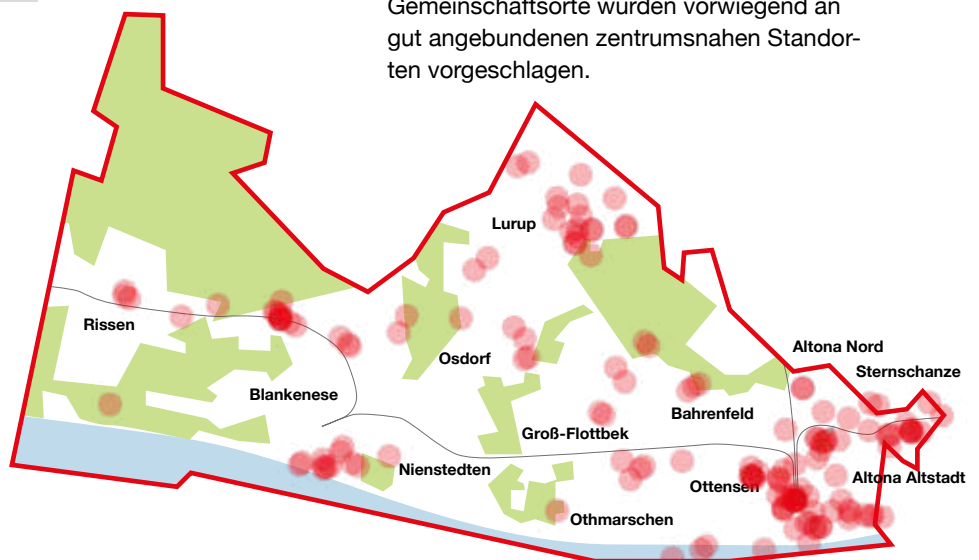 Gemeinschaftsorte wurden vorwiegend an
gut angebundenen zentrumsnahen Standor-
ten vorgeschlagen.
Lurup
Rissen
Osdorf
Altona Nord
Sternschanze
Blankenese
Bahrenfeld
Groß-Flottbek
Nienstedten
Ottensen
Altona Altstadt
Othmarschen